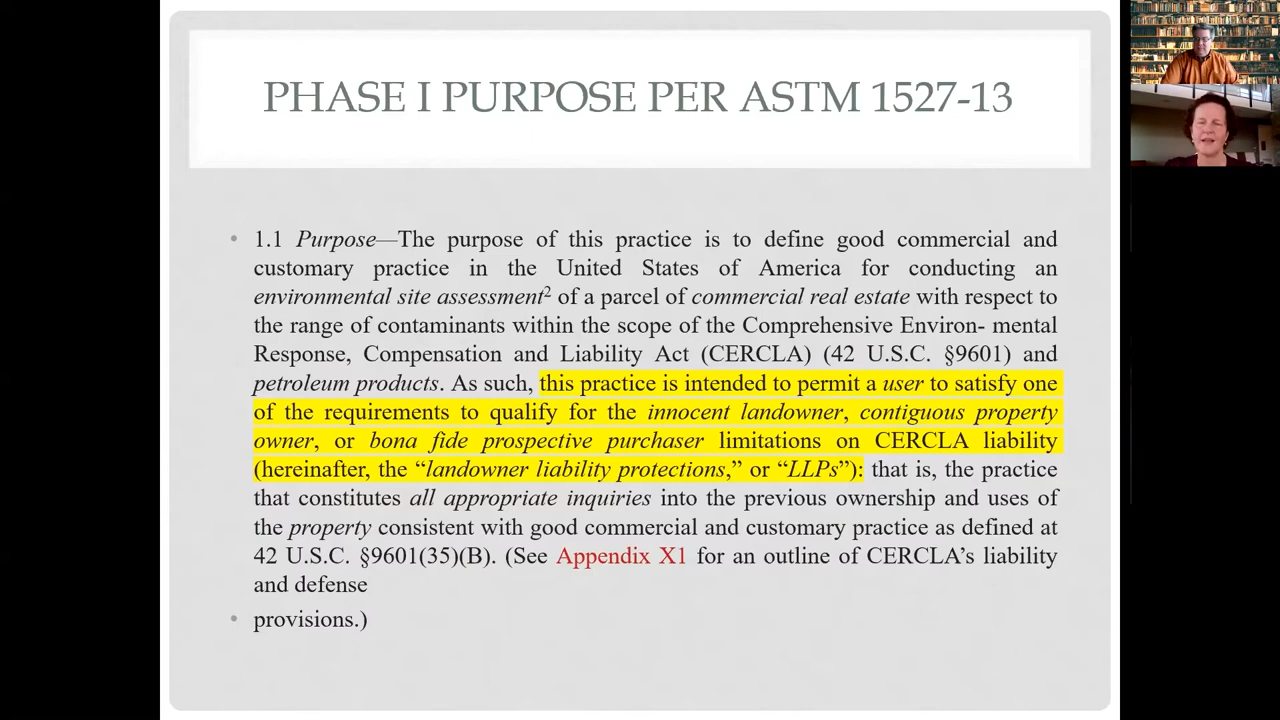 PHASE I PURPOSE PER ASTM 1527-13
• 1.1 Purpose—The purpose of this practice is to define good commercial and
customary practice in the United States of America for conducting an
environmental site assessment² of a parcel of commercial real estate with respect to
the range of contaminants within the scope of the Comprehensive Environ- mental
Response, Compensation and Liability Act (CERCLA) (42 U.S.C. §9601) and
petroleum products. As such, this practice is intended to permit a user to satisfy one
of the requirements to qualify for the innocent landowner, contiguous property
owner, or bona fide prospective purchaser limitations on CERCLA liability
(hereinafter, the “landowner liability protections,” or “LLPs”): that is, the practice
that constitutes all appropriate inquiries into the previous ownership and uses of
the property consistent with good commercial and customary practice as defined at
42 U.S.C. §9601(35)(B). (See Appendix X1 for an outline of CERCLA’s liability
and defense
• provisions.)